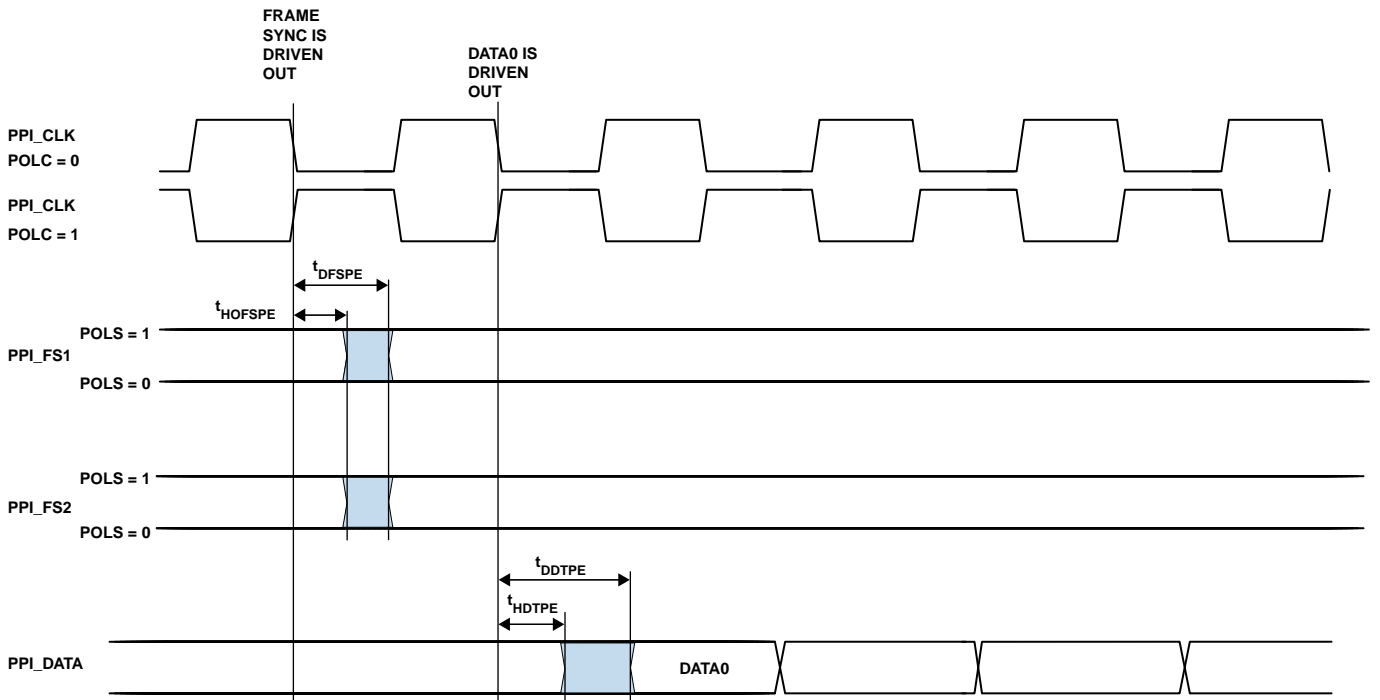 FRAME
SYNC IS
DRIVEN
OUT
DATA0 IS
DRIVEN
OUT
PPI_CLK
POLC = 0
PPI_CLK
POLC = 1
tDFSPE
tHOFSPE
POLS = 1
PPI_FS1
POLS = 0
POLS = 1
PPI_FS2
POLS = 0
tDDTPE
tHDTPE
PPI_DATA
DATA0